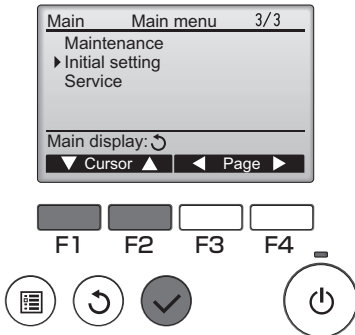 Main Main menu 3/3
Maintenance
Initial setting
Service
Main display:
Cursor Page
F1 F2 F3 F4